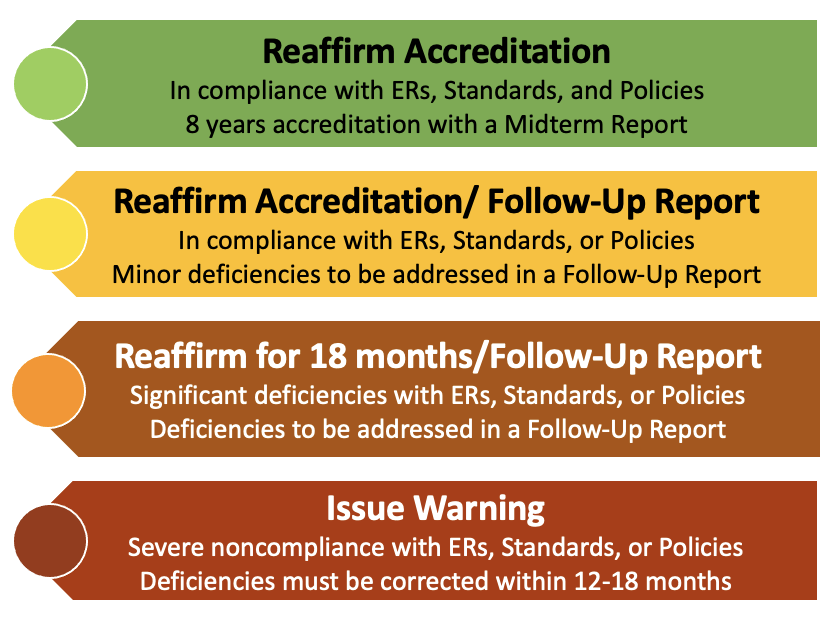 Reaffirm Accreditation
In compliance with ERs, Standards, and Policies
8 years accreditation with a Midterm Report
Reaffirm Accreditation/ Follow-Up Report
In compliance with ERs, Standards, or Policies
Minor deficiencies to be addressed in a Follow-Up Report
Reaffirm for 18 months/Follow-Up Report
Significant deficiencies with ERs, Standards, or Policies
Deficiencies to be addressed in a Follow-Up Report
Issue Warning
Severe noncompliance with ERs, Standards, or Policies
Deficiencies must be corrected within 12-18 months